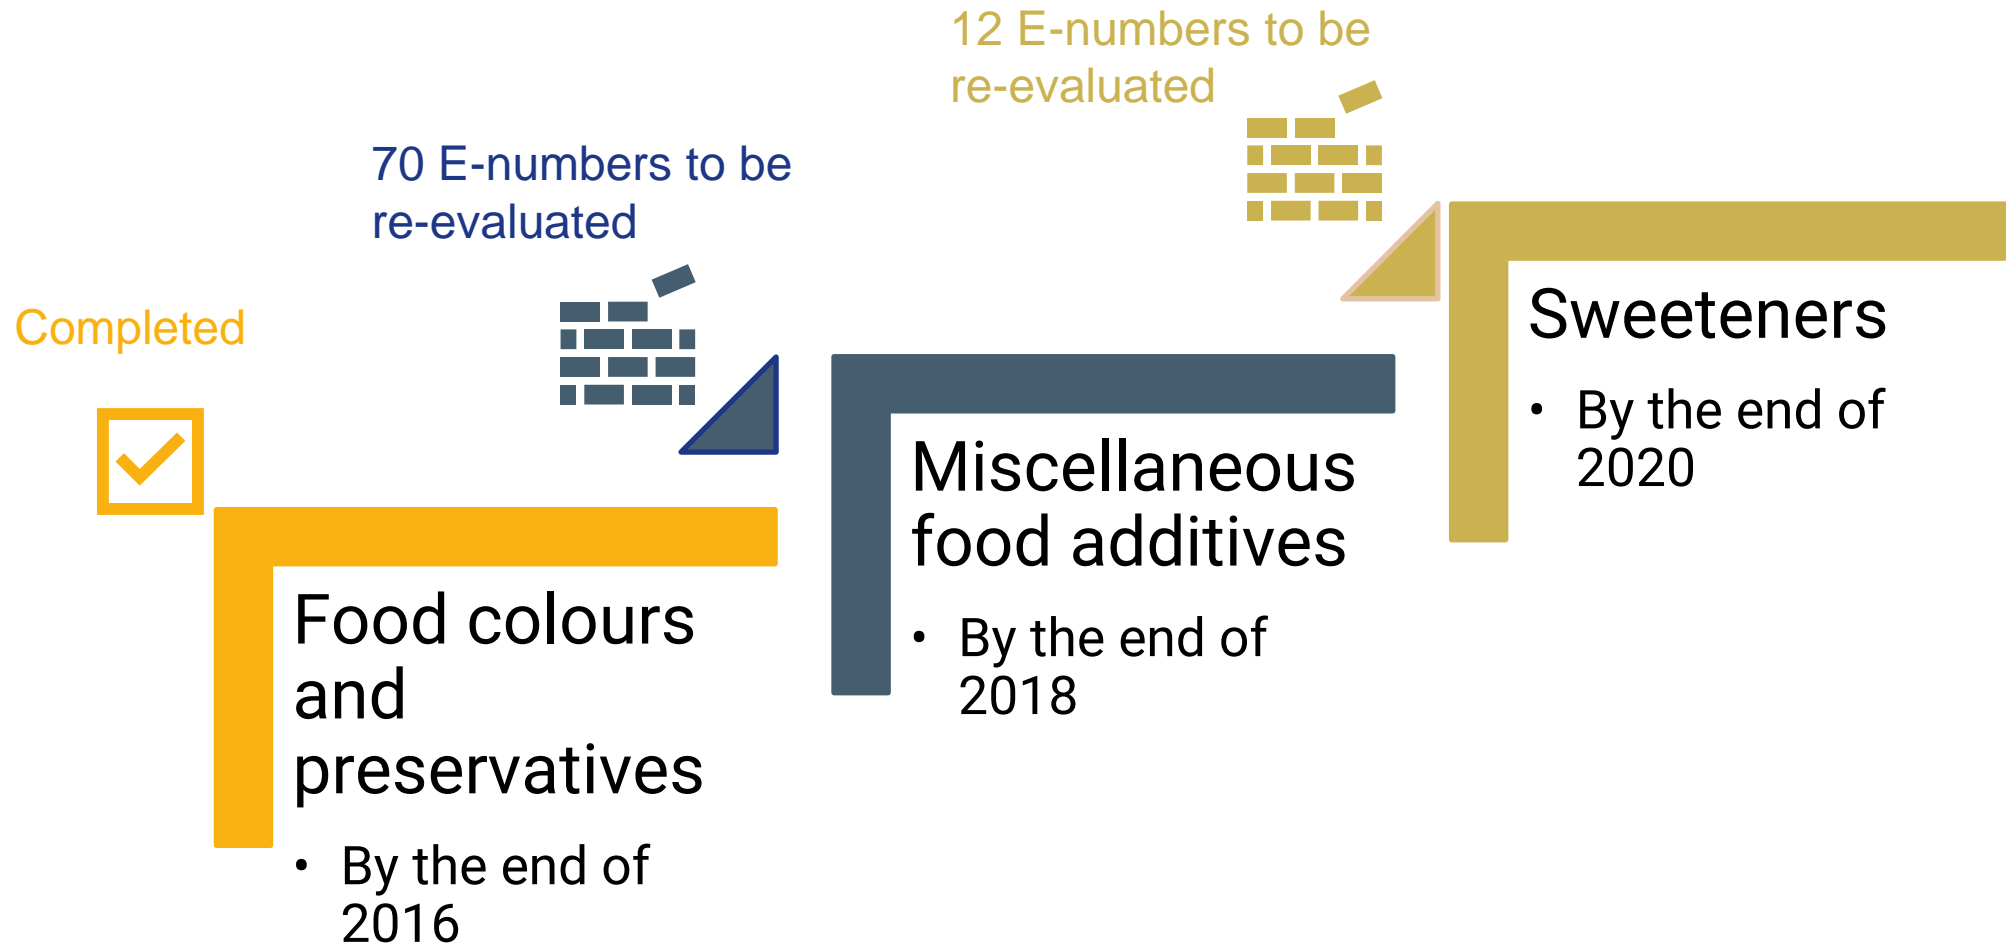 Completed
Food colours
and
preservatives
• By the end of
2016
70 E-numbers to be
re-evaluated
Miscellaneous
food additives
• By the end of
2018
12 E-numbers to be
re-evaluated
Sweeteners
• By the end of
2020